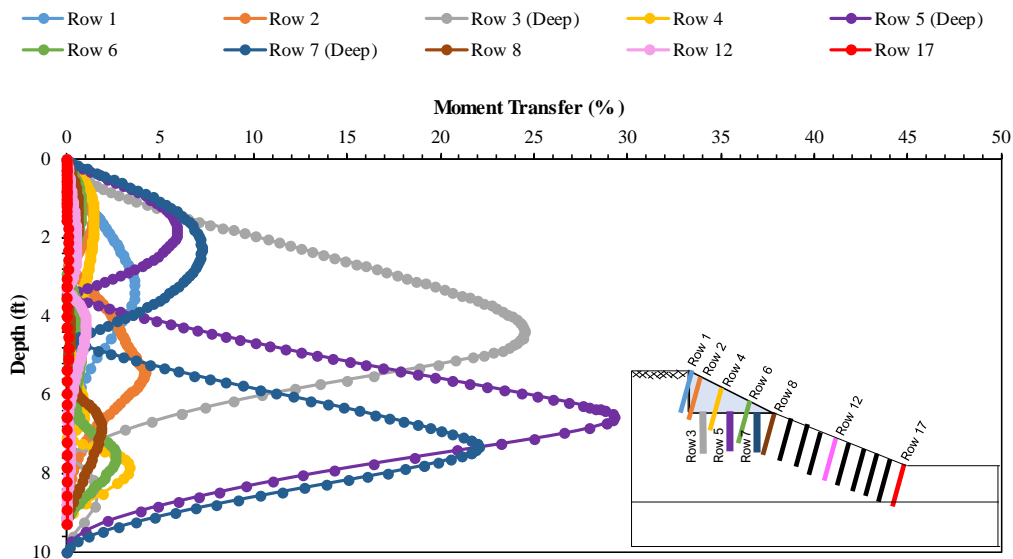 Row 1 Row 2 Row 3 (Deep) Row 4 Row 5 (Deep)
Row 6 Row 7 (Deep) Row 8 Row 12 Row 17
Moment Transfer (% )
0 5 10 15 20 25 30 35 40 45 50
0
2
4
6
8
10
Depth (ft)
Row 1
Row 2
Row 4
Row 6
Row8
Row 12
Row 17
Row 3
Row 5
Row 7